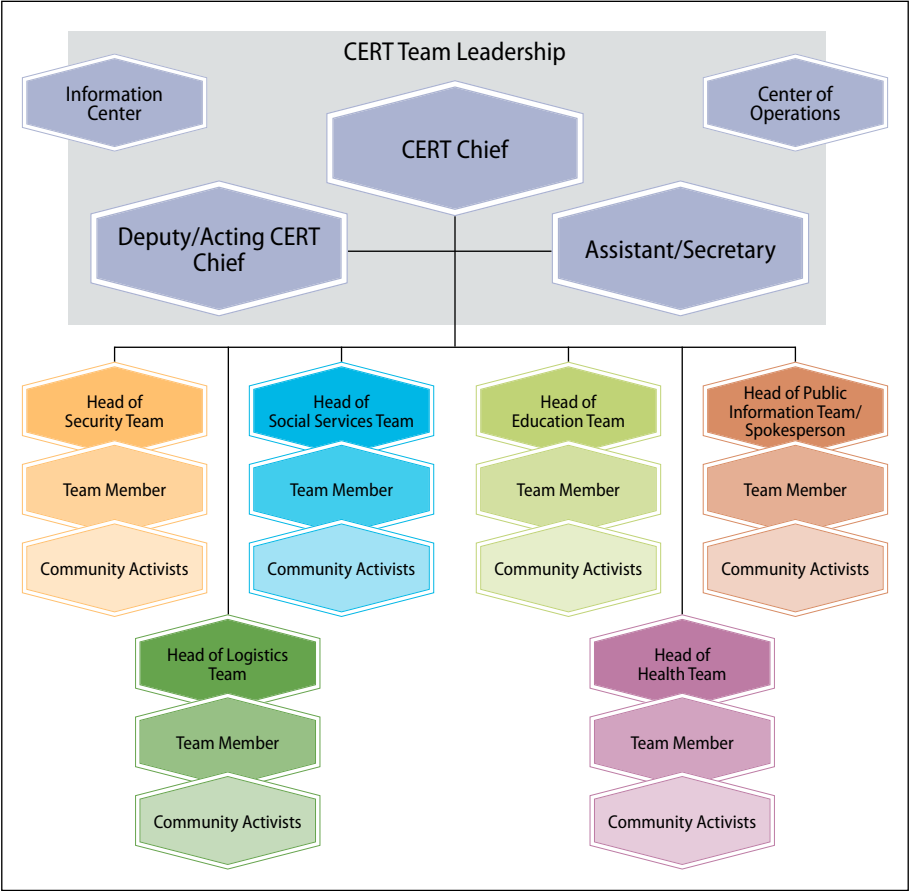 CERT Team Leadership
Information
Center
Center of
Operations
CERT Chief
Deputy/Acting CERT
Chief
Assistant/Secretary
Head of
Security Team
Team Member
Community Activists
Head of
Social Services Team
Team Member
Community Activists
Head of
Education Team
Team Member
Community Activists
Head of Public
Information Team/
Spokesperson
Team Member
Community Activists
Head of Logistics
Team
Team Member
Community Activists
Head of
Health Team
Team Member
Community Activists